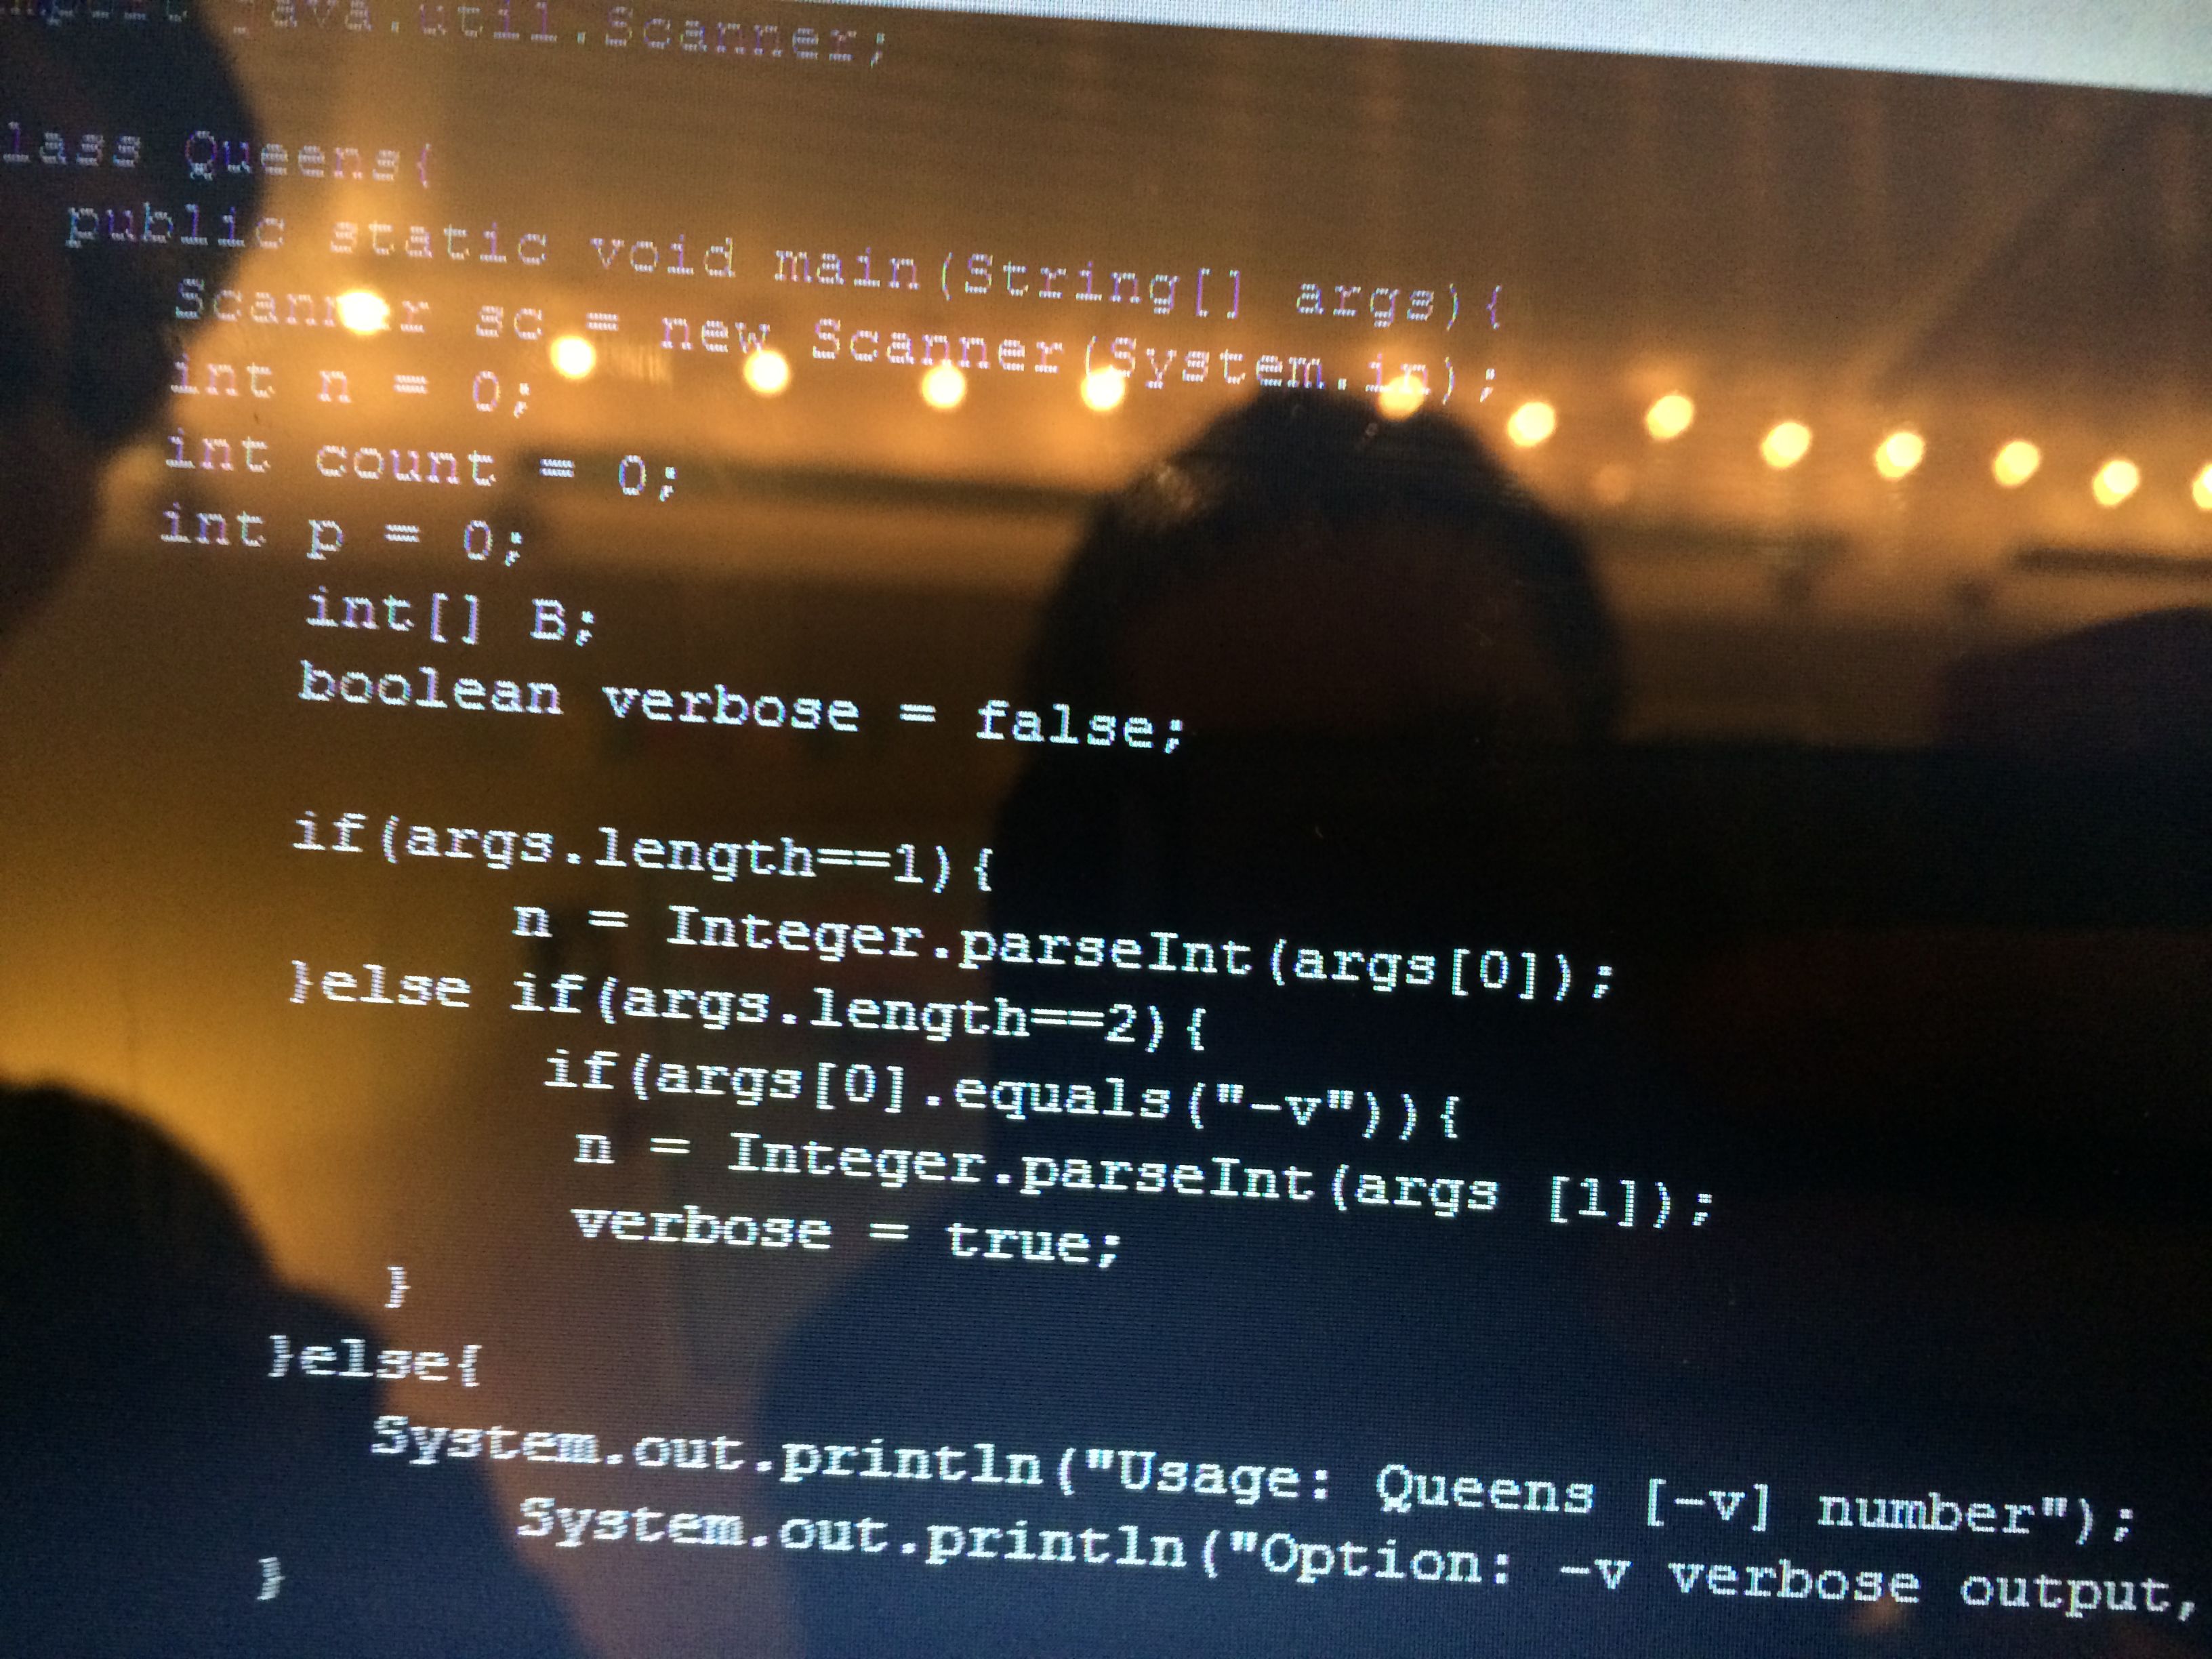 java.util.Scanner;
lass Queens{
public static void main(String[] args){
Scanner sc = new Scanner(System.in);
int n = 0;
int count = 0;
int p = 0;
int[] B;
boolean verbose = false;
if(args.length==1){
n = Integer.parseInt(args[0]);
}else if(args.length==2){
if(args[0].equals("-v")){
n = Integer.parseInt(args [1]);
verbose = true;
}
}else{
System.out.println("Usage: Queens [-v] number");
System.out.println("Option: -v verbose output,
}